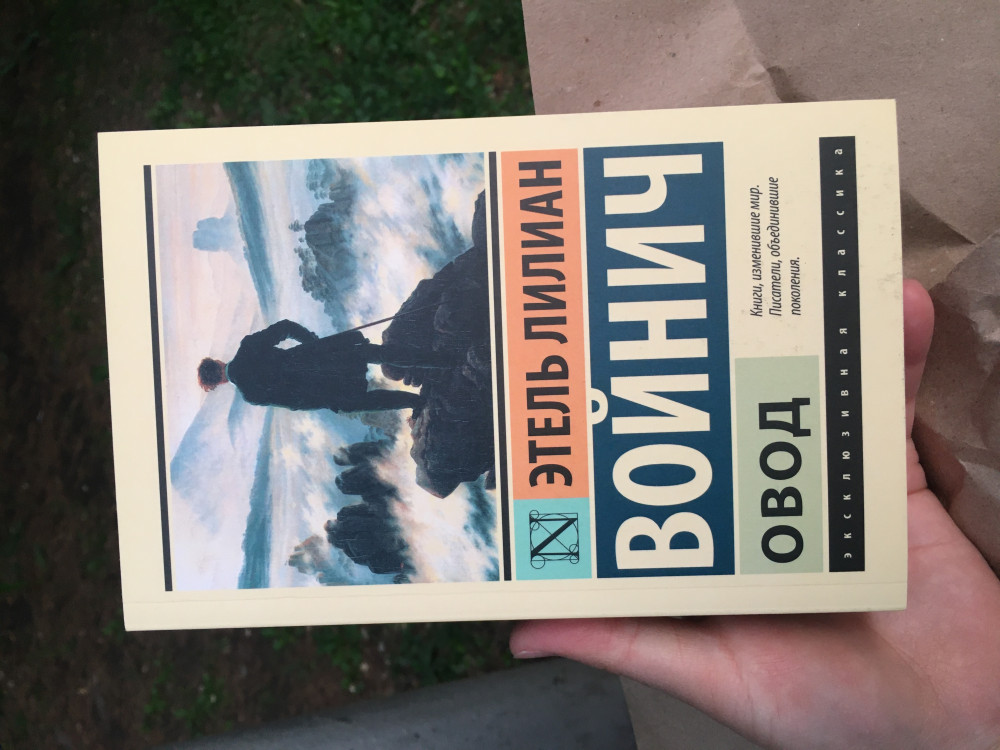 ЭТЕЛЬ ЛИЛИАН
ВОЙНИЧ
ОВОД
Книги, изменившие мир.
Писатели, объединившие
поколения.
эксклюзивная классика